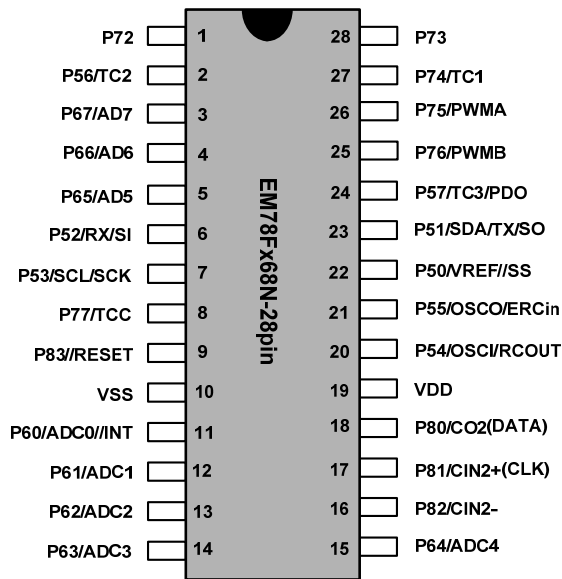 P72 1 28 P73
P56/TC2 2 27 P74/TC1
P67/AD7 3 26 P75/PWMA
P66/AD6 4 25 P76/PWMB
P65/AD5 5 24 P57/TC3/PDO
P52/RX/SI 6 23 P51/SDA/TX/SO
P53/SCL/SCK 7 22 P50/VREF//SS
P77/TCC 8 21 P55/OSCO/ERCin
P83//RESET 9 20 P54/OSCI/RCOUT
VSS 10 19 VDD
P60/ADC0//INT 11 18 P80/CO2(DATA)
P61/ADC1 12 17 P81/CIN2+(CLK)
P62/ADC2 13 16 P82/CIN2-
P63/ADC3 14 15 P64/ADC4
EM78Fx68N-28pin